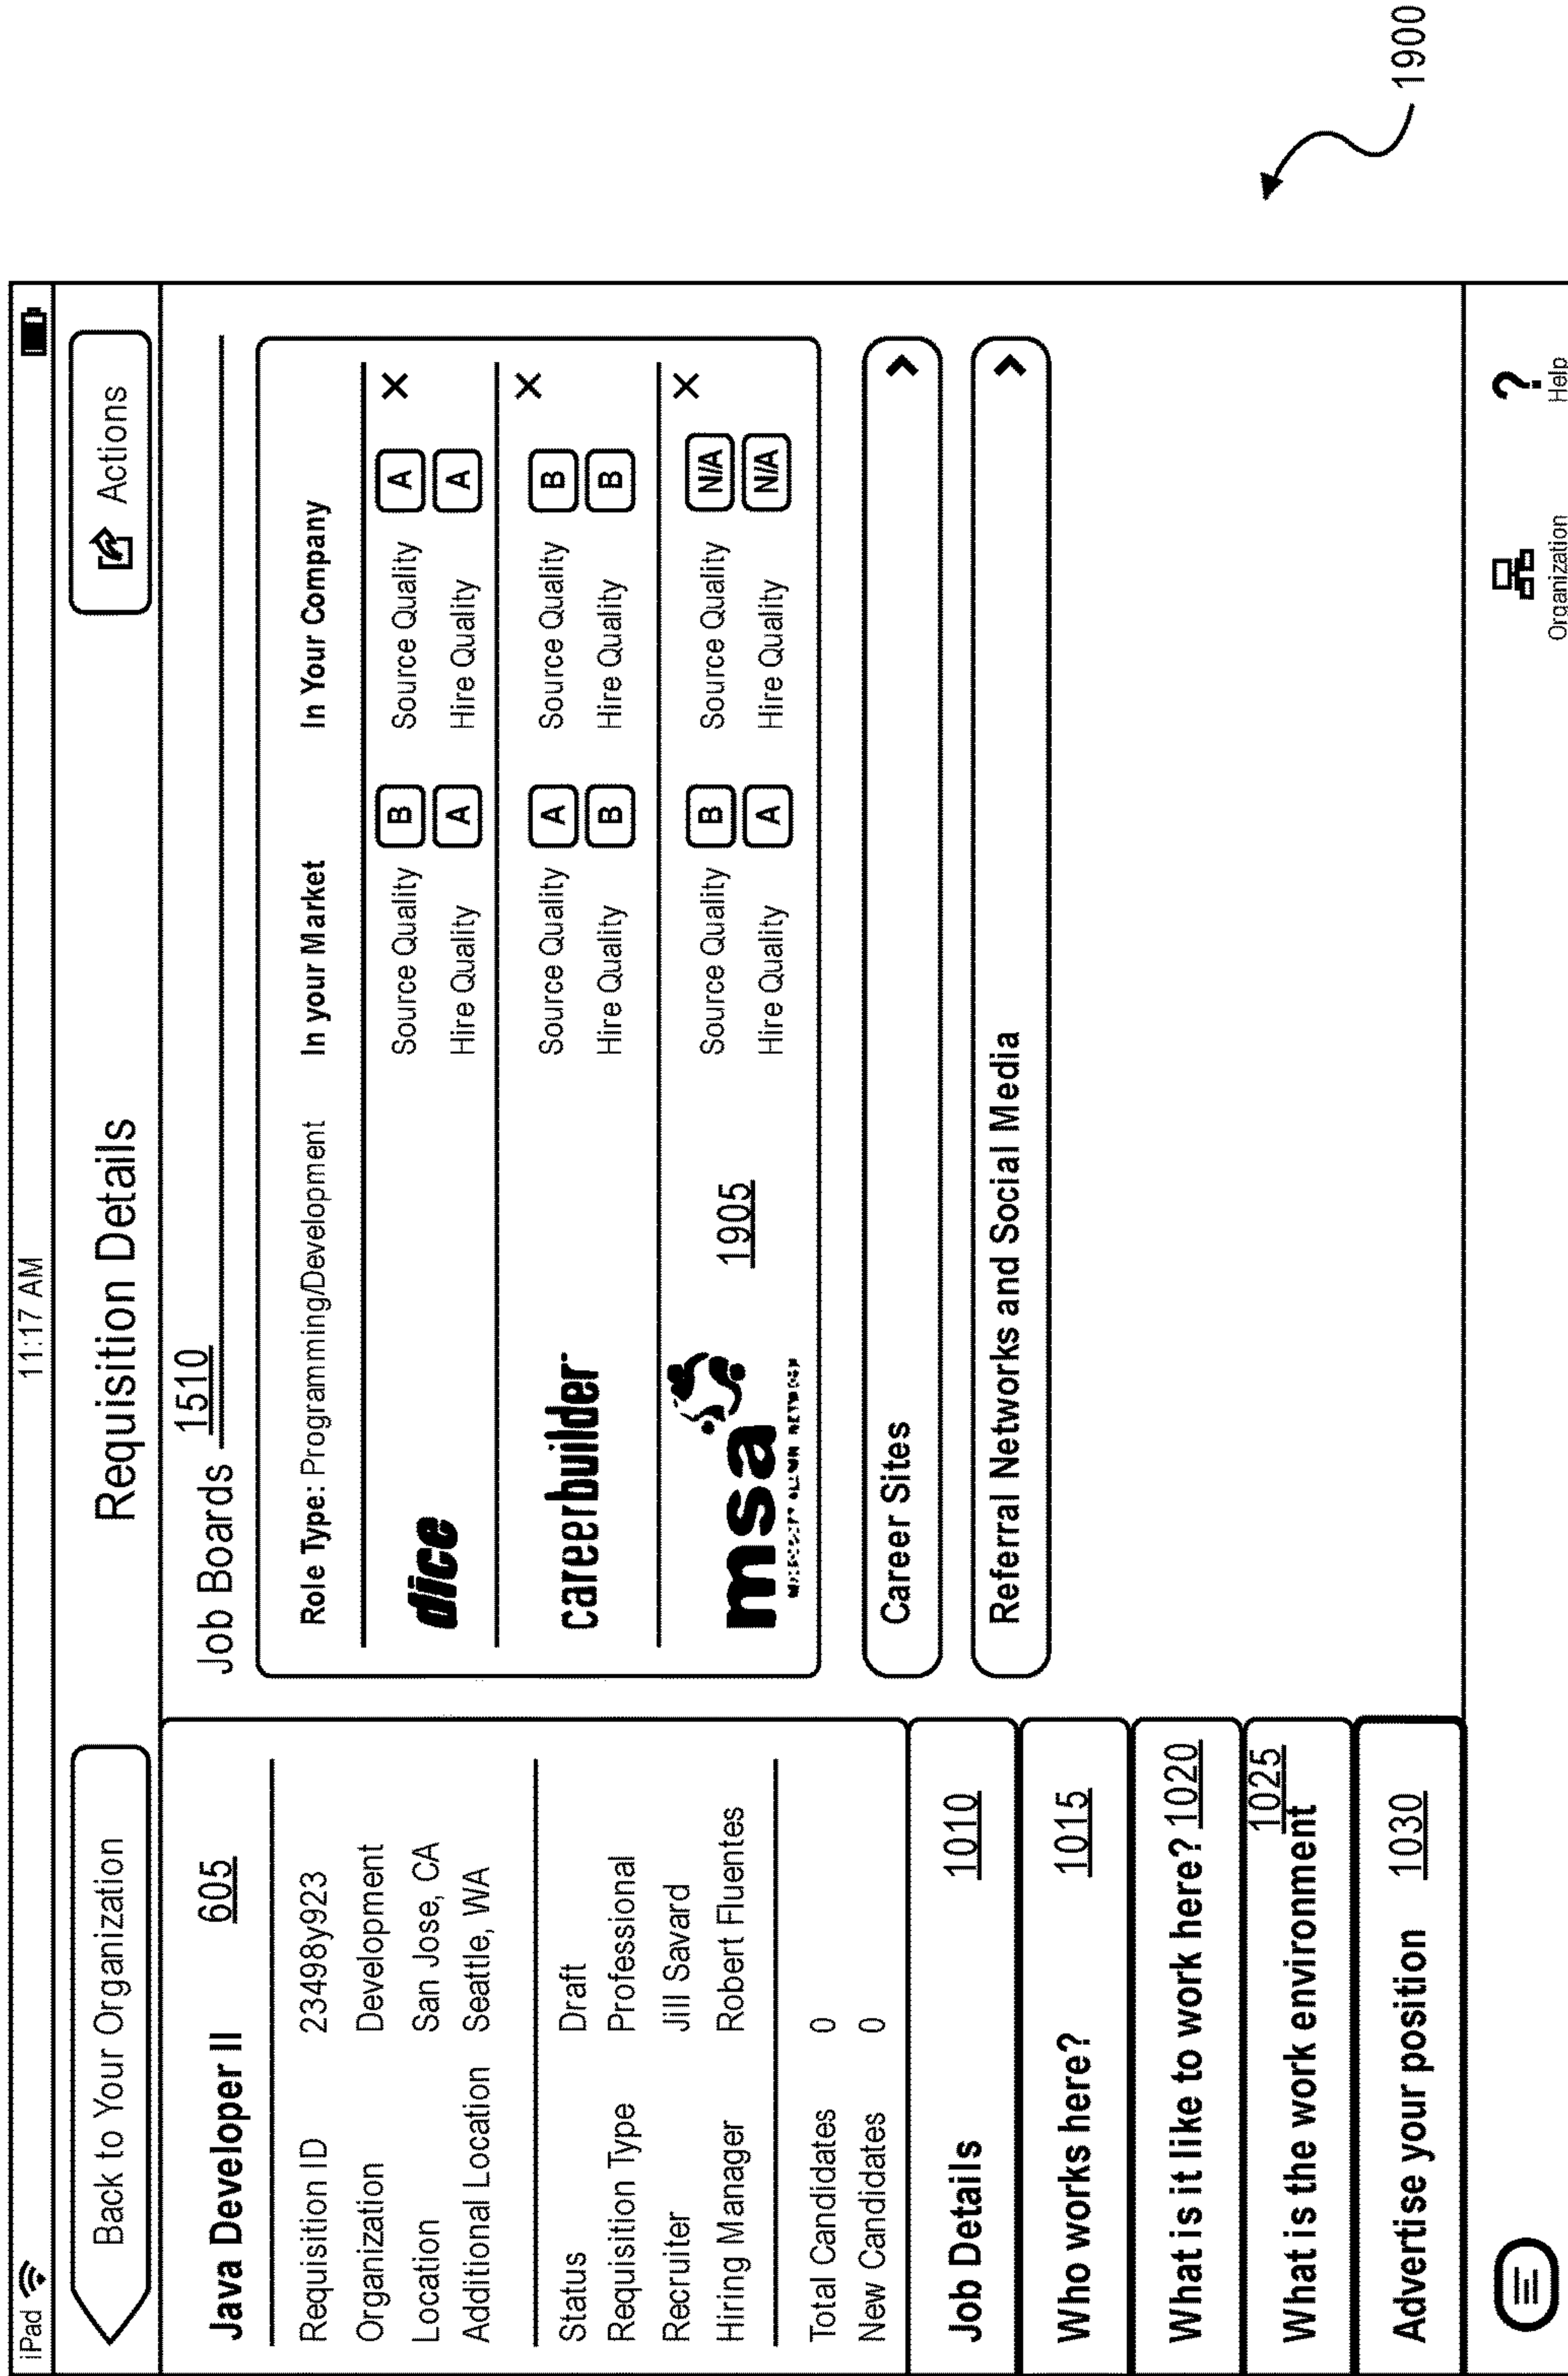 iPad 11:17 AM
Back to Your Organization
Requisition Details
Actions
Java Developer II 605
Requisition ID 23498y923
Organization Development
Location San Jose, CA
Additional Location Seattle, WA
Status Draft
Requisition Type Professional
Recruiter Jill Savard
Hiring Manager Robert Fluentes
Total Candidates 0
New Candidates 0
Job Details 1010
Who works here? 1015
What is it like to work here? 1020
1025
What is the work environment
Advertise your position 1030
Job Boards 1510
Role Type: Programming/Development In your Market In Your Company
dice
Source Quality B Source Quality A X
Hire Quality A Hire Quality A
careerbuilder
Source Quality A Source Quality B X
Hire Quality B Hire Quality B
msa 1905
Source Quality B Source Quality N/A X
Hire Quality A Hire Quality N/A
Career Sites
Referral Networks and Social Media
Organization
? Help
1900